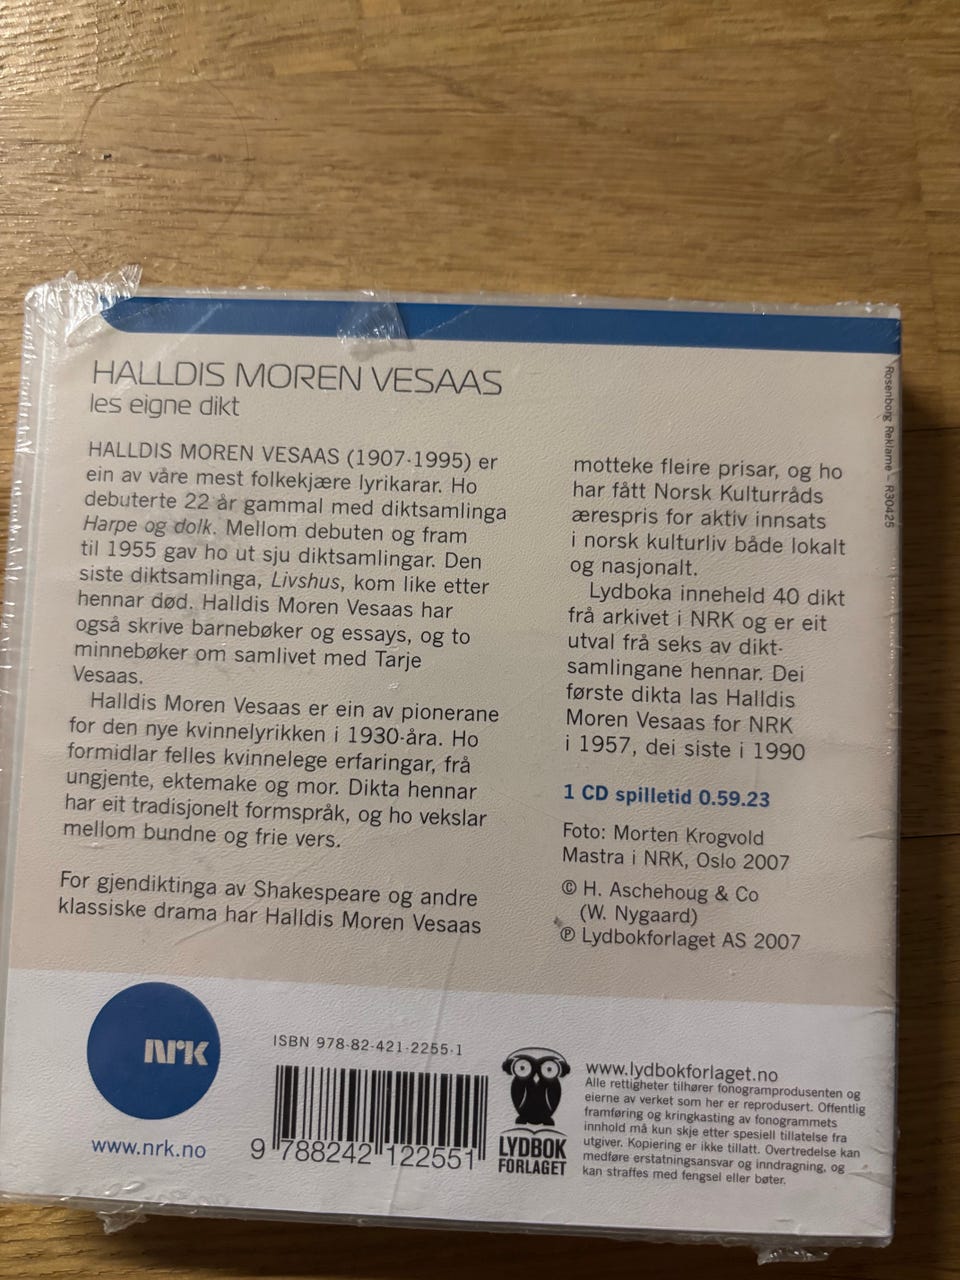 HALLDIS MOREN VESAAS
les eigne dikt
HALLDIS MOREN VESAAS (1907-1995) er
ein av våre mest folkekjære lyrikarar. Ho
debuterte 22 år gammal med diktsamlinga
Harpe og dolk. Mellom debuten og fram
til 1955 gav ho ut sju diktsamlingar. Den
siste diktsamlinga, Livshus, kom like etter
hennar død. Halldis Moren Vesaas har
også skrive barnebøker og essays, og to
minnebøker om samlivet med Tarje
Vesaas.
Halldis Moren Vesaas er ein av pionerane
for den nye kvinnelyrikken i 1930-åra. Ho
formidlar felles kvinnelege erfaringar, frå
ungjente, ektemake og mor. Dikta hennar
har eit tradisjonelt formspråk, og ho vekslar
mellom bundne og frie vers.
For gjendiktinga av Shakespeare og andre
klassiske drama har Halldis Moren Vesaas
motteke fleire prisar, og ho
har fått Norsk Kulturråds
ærespris for aktiv innsats
i norsk kulturliv både lokalt
og nasjonalt.
Lydboka inneheld 40 dikt
frå arkivet i NRK og er eit
utval frå seks av dikt-
samlingane hennar. Dei
første dikta las Halldis
Moren Vesaas for NRK
i 1957, dei siste i 1990
1 CD spilletid 0.59.23
Foto: Morten Krogvold
Mastra i NRK, Oslo 2007
© H. Aschehoug & Co
(W. Nygaard)
℗ Lydbokforlaget AS 2007
Rosenborg Reklame - R30425
NRK
www.nrk.no
ISBN 978-82-421-2255-1
9 788242 122551
LYDBOK
FORLAGET
www.lydbokforlaget.no
Alle rettigheter tilhører fonogramprodusenten og
eierne av verket som her er reprodusert. Offentlig
framføring og kringkasting av fonogrammets
innhold må kun skje etter spesiell tillatelse fra
utgiver. Kopiering er ikke tillatt. Overtredelse kan
medføre erstatningsansvar og inndragning, og
kan straffes med fengsel eller bøter.